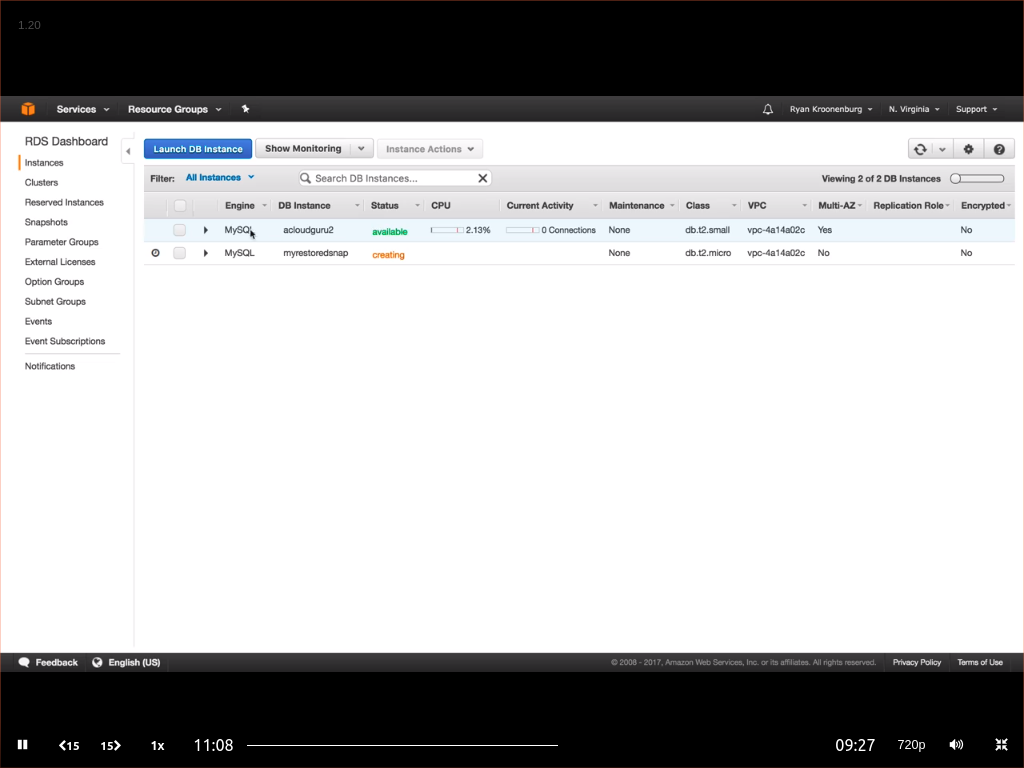 1.20
Services Resource Groups Ryan Kroonenburg N. Virginia Support
RDS Dashboard
Instances
Clusters
Reserved Instances
Snapshots
Parameter Groups
External Licenses
Option Groups
Subnet Groups
Events
Event Subscriptions
Notifications
Launch DB Instance Show Monitoring Instance Actions
Filter: All Instances Search DB Instances... Viewing 2 of 2 DB Instances
Engine DB Instance Status CPU Current Activity Maintenance Class VPC Multi-AZ Replication Role Encrypted
MySQL acloudguru2 available 2.13% 0 Connections None db.t2.small vpc-4a14a02c Yes No
MySQL myrestoredsnap creating None db.t2.micro vpc-4a14a02c No No
Feedback English (US) © 2008 - 2017, Amazon Web Services, Inc. or its affiliates. All rights reserved. Privacy Policy Terms of Use
15 15 1x 11:08 09:27 720p